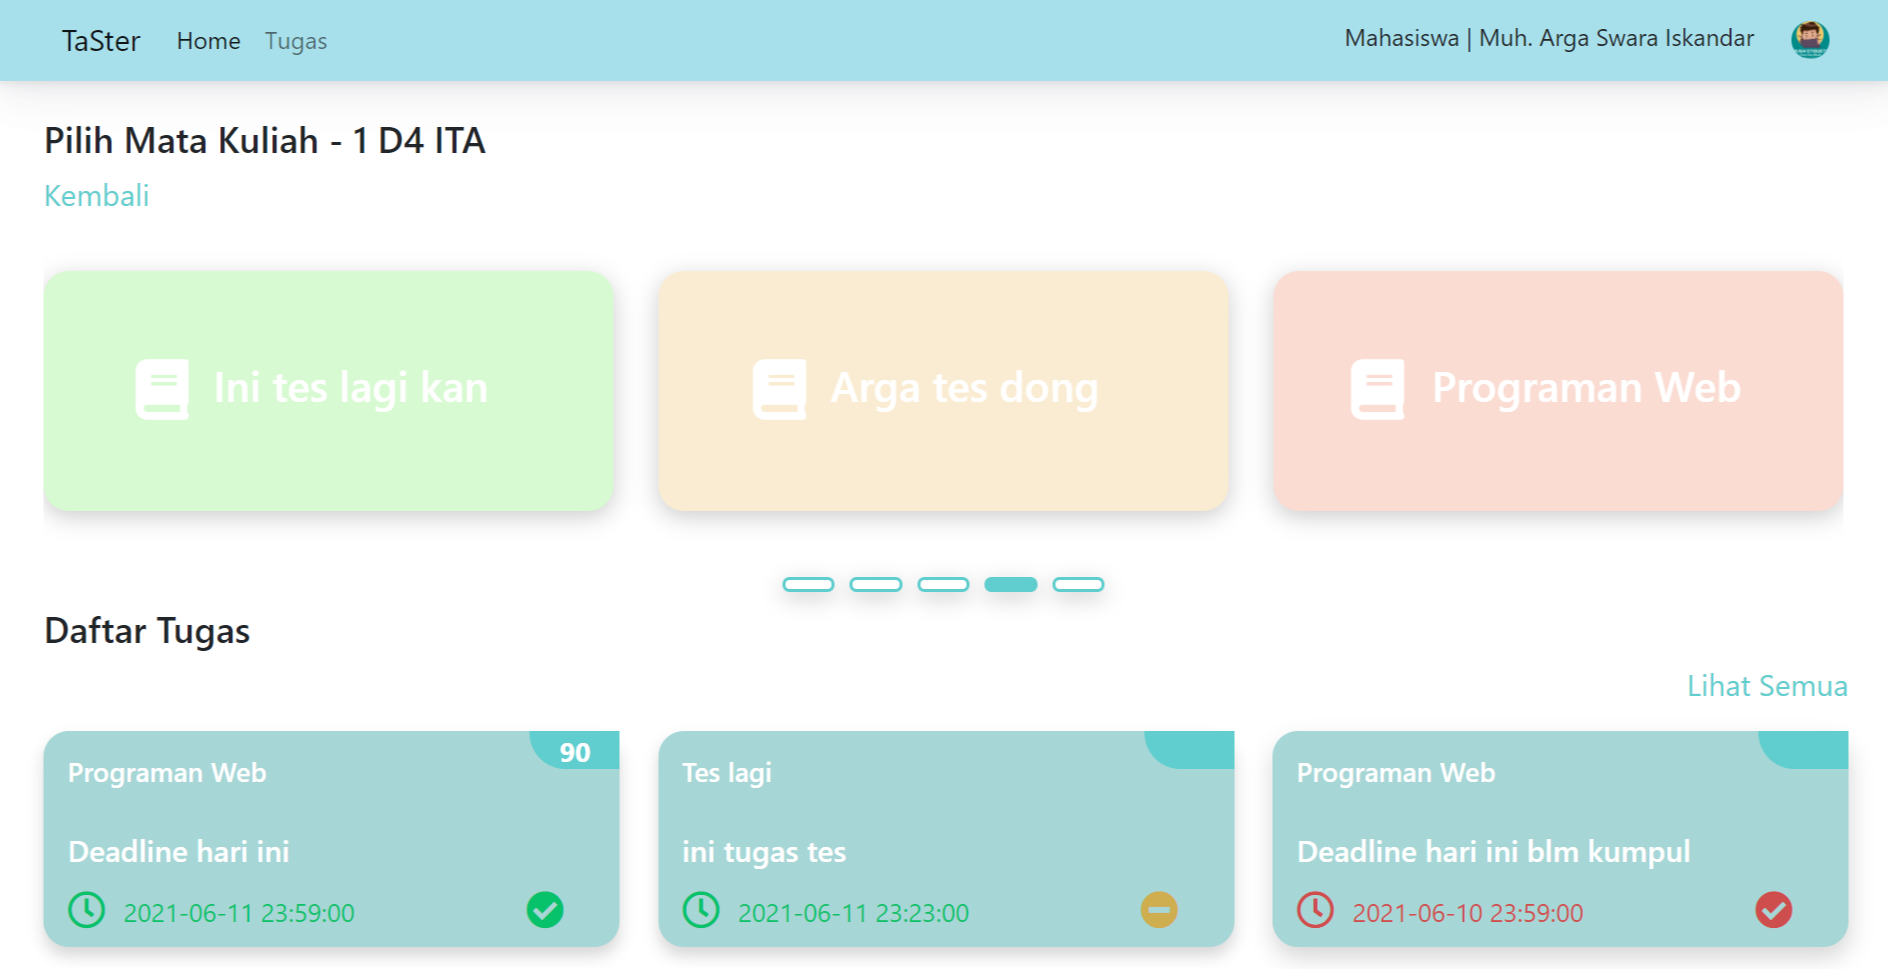 TaSter Home Tugas Mahasiswa | Muh. Arga Swara Iskandar
Pilih Mata Kuliah - 1 D4 ITA
Kembali
Ini tes lagi kan
Arga tes dong
Programan Web
Daftar Tugas
Lihat Semua
90
Programan Web
Deadline hari ini
2021-06-11 23:59:00
Tes lagi
ini tugas tes
2021-06-11 23:23:00
Programan Web
Deadline hari ini blm kumpul
2021-06-10 23:59:00